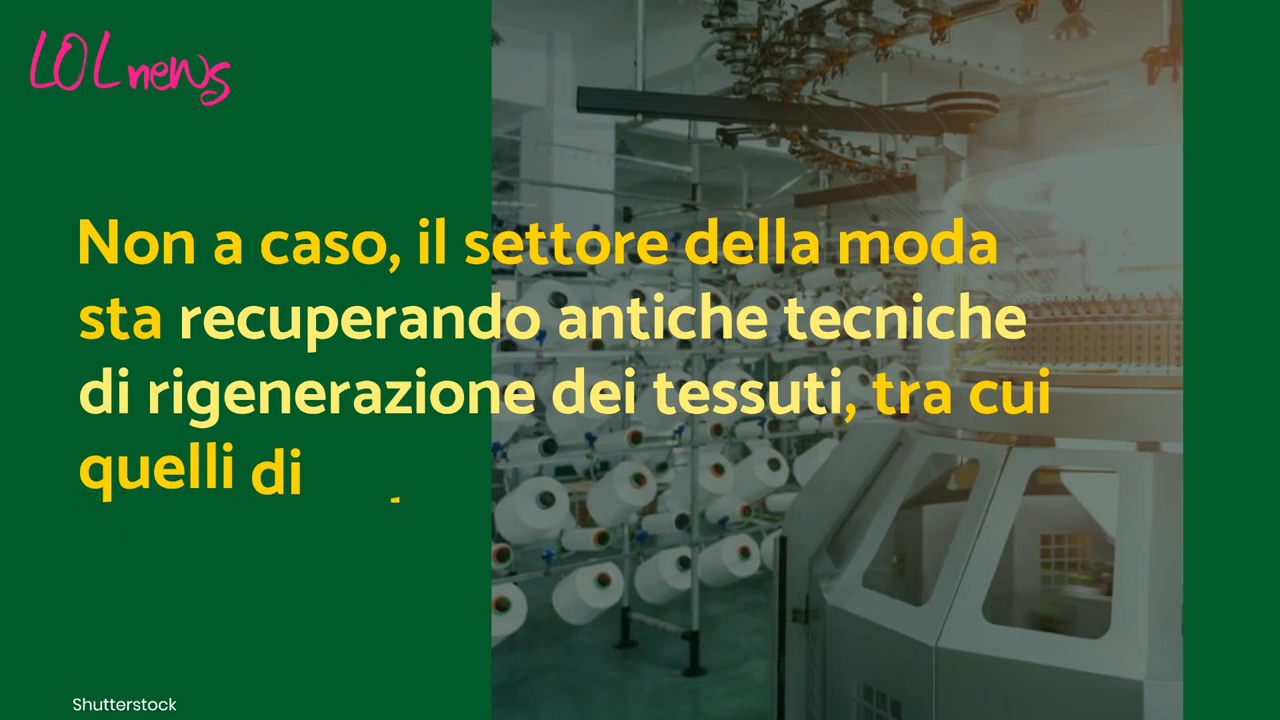 LOL news
Non a caso, il settore della moda
sta recuperando antiche tecniche
di rigenerazione dei tessuti, tra cui
quelli di
Shutterstock